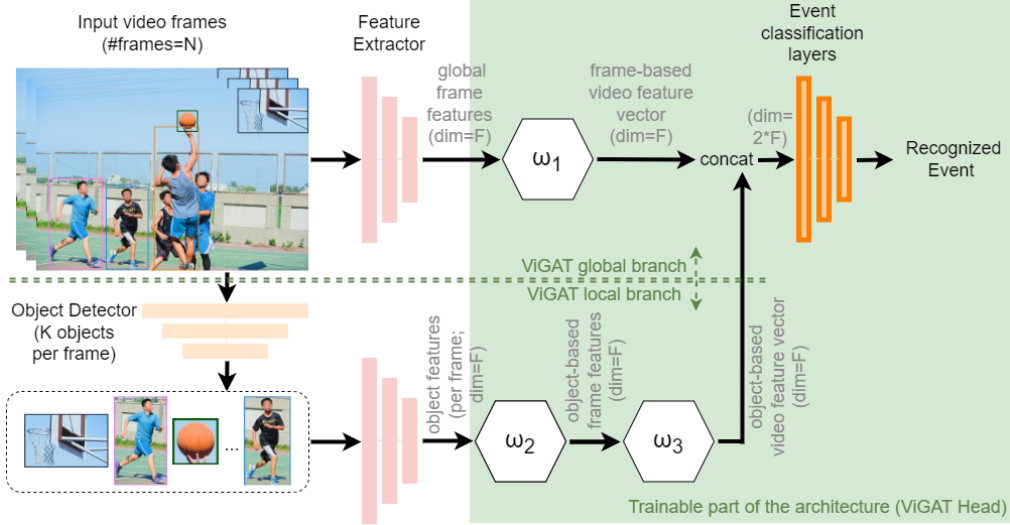 Input video frames
(#frames=N)
Feature
Extractor
global
frame
features
(dim=F)
ω1
frame-based
video feature
vector
(dim=F)
concat
(dim=
2*F)
Event
classification
layers
Recognized
Event
ViGAT global branch
ViGAT local branch
Object Detector
(K objects
per frame)
...
object features
(per frame;
dim=F)
ω2
object-based
frame features
(dim=F)
ω3
object-based
video feature vector
(dim=F)
Trainable part of the architecture (ViGAT Head)